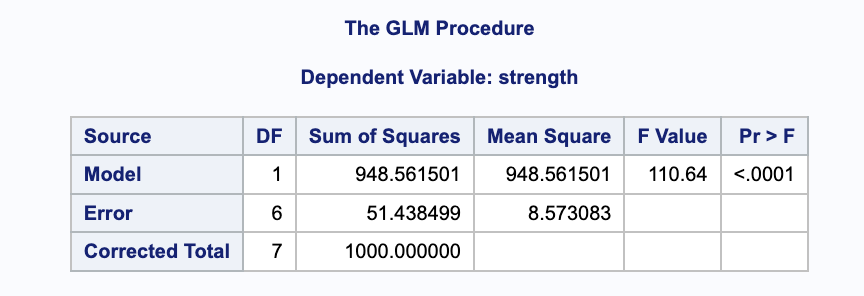 The GLM Procedure
Dependent Variable: strength
Source DF Sum of Squares Mean Square F Value Pr > F
Model 1 948.561501 948.561501 110.64 <.0001
Error 6 51.438499 8.573083
Corrected Total 7 1000.000000